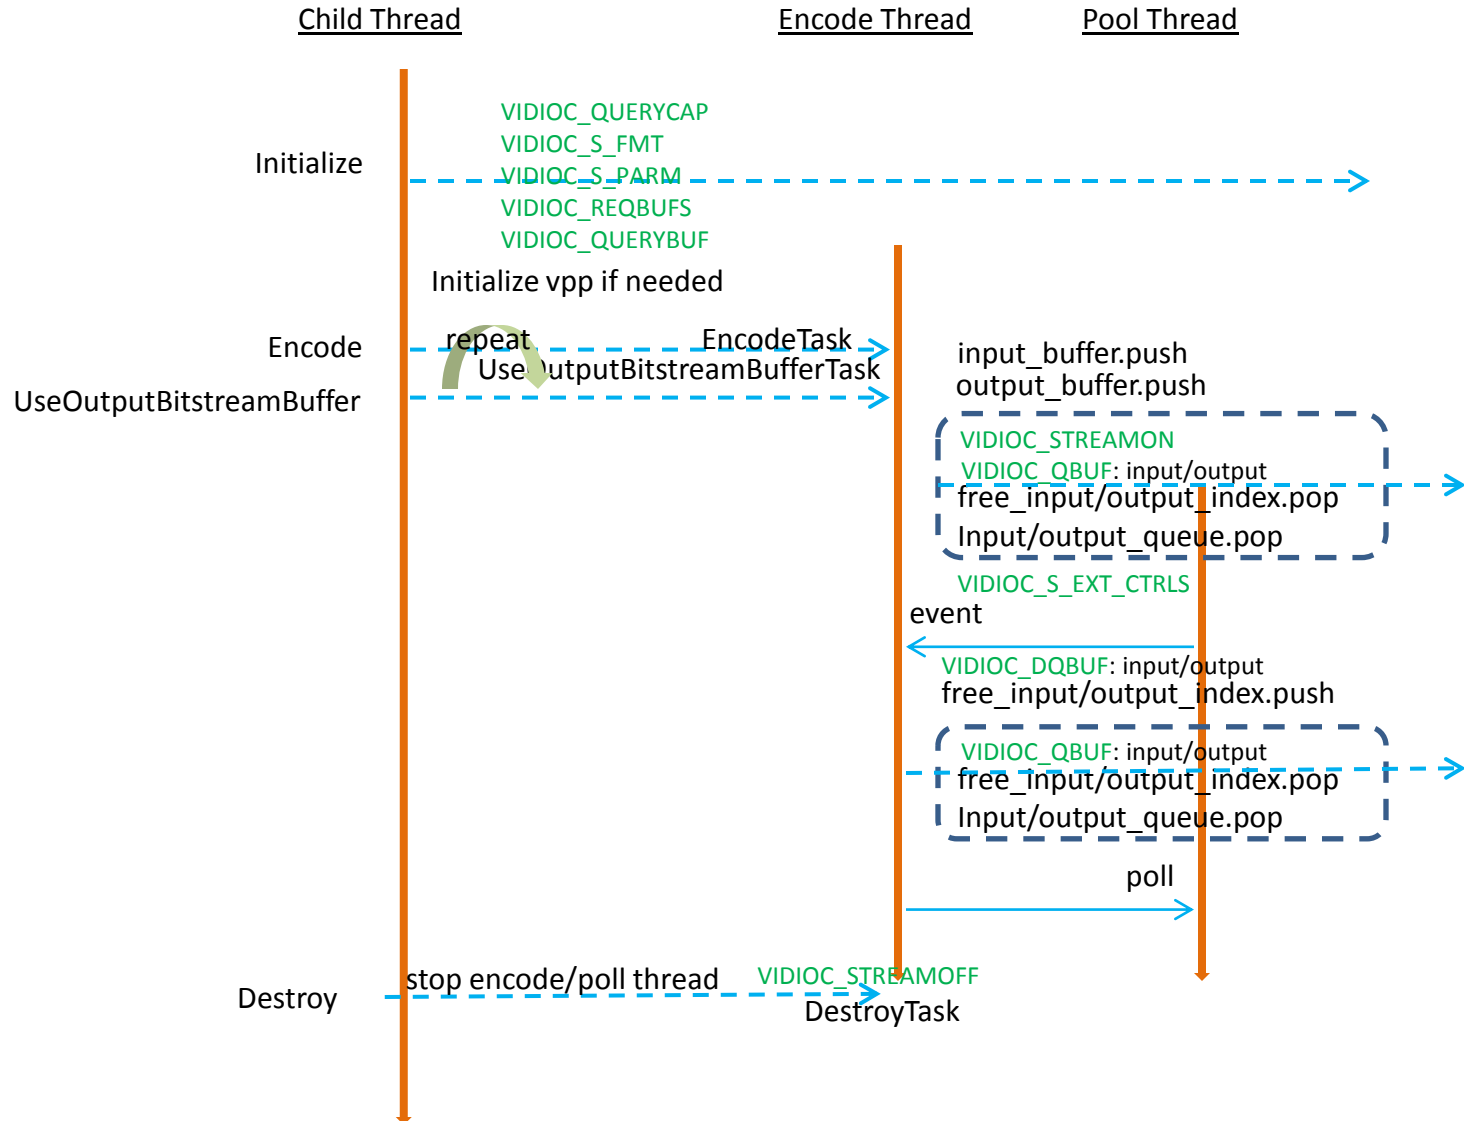 Child Thread
Encode Thread
Pool Thread
VIDIOC_QUERYCAP
VIDIOC_S_FMT
Initialize
VIDIOC_S_PARM
VIDIOC_REQBUFS
VIDIOC_QUERYBUF
Initialize vpp if needed
Encode
repeat
EncodeTask
UseOutputBitstreamBufferTask
UseOutputBitstreamBuffer
input_buffer.push
output_buffer.push
VIDIOC_STREAMON
VIDIOC_QBUF: input/output
free_input/output_index.pop
Input/output_queue.pop
VIDIOC_S_EXT_CTRLS
event
VIDIOC_DQBUF: input/output
free_input/output_index.push
VIDIOC_QBUF: input/output
free_input/output_index.pop
Input/output_queue.pop
poll
Destroy
stop encode/poll thread
VIDIOC_STREAMOFF
DestroyTask